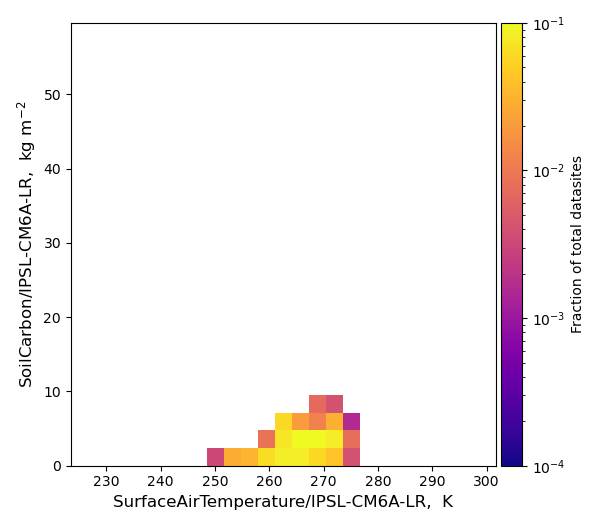 SoilCarbon/IPSL-CM6A-LR, kg m⁻²
50
40
30
20
10
0
230 240 250 260 270 280 290 300
SurfaceAirTemperature/IPSL-CM6A-LR, K
10⁻¹
10⁻²
10⁻³
10⁻⁴
Fraction of total datasites